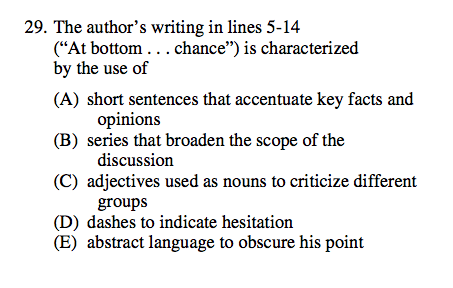 29. The author's writing in lines 5-14
("At bottom . . . chance") is characterized
by the use of
(A) short sentences that accentuate key facts and
opinions
(B) series that broaden the scope of the
discussion
(C) adjectives used as nouns to criticize different
groups
(D) dashes to indicate hesitation
(E) abstract language to obscure his point